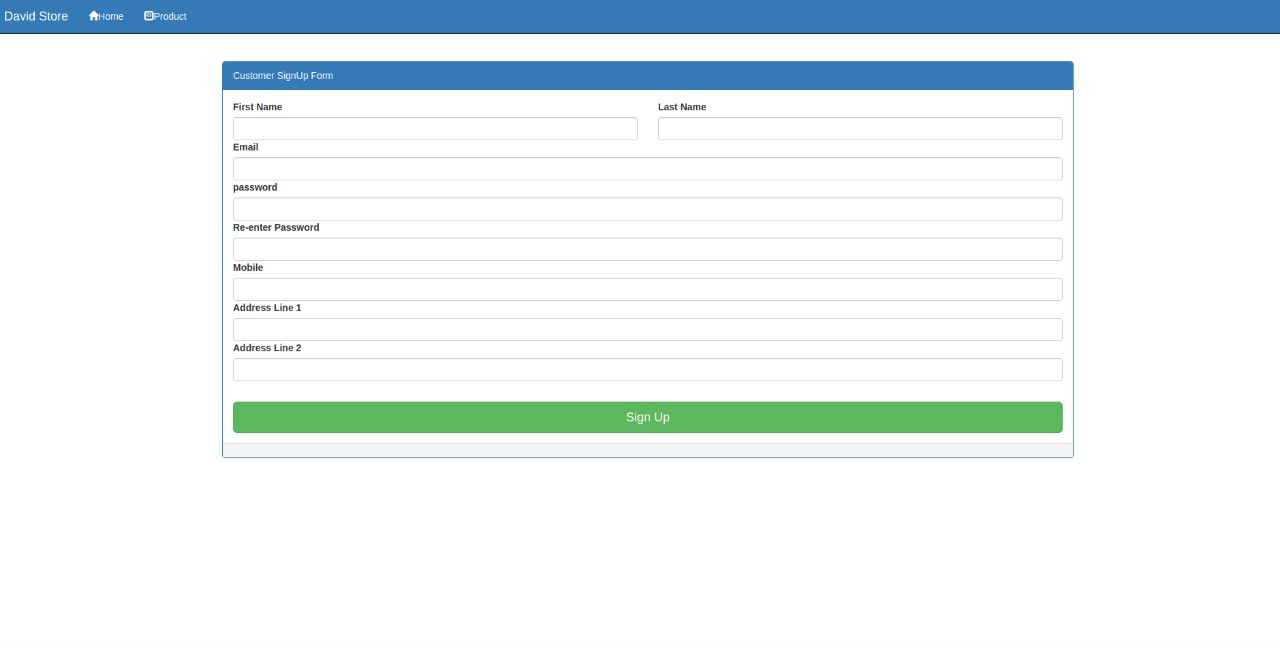 David Store Home Product
Customer SignUp Form
First Name Last Name
Email
password
Re-enter Password
Mobile
Address Line 1
Address Line 2
Sign Up